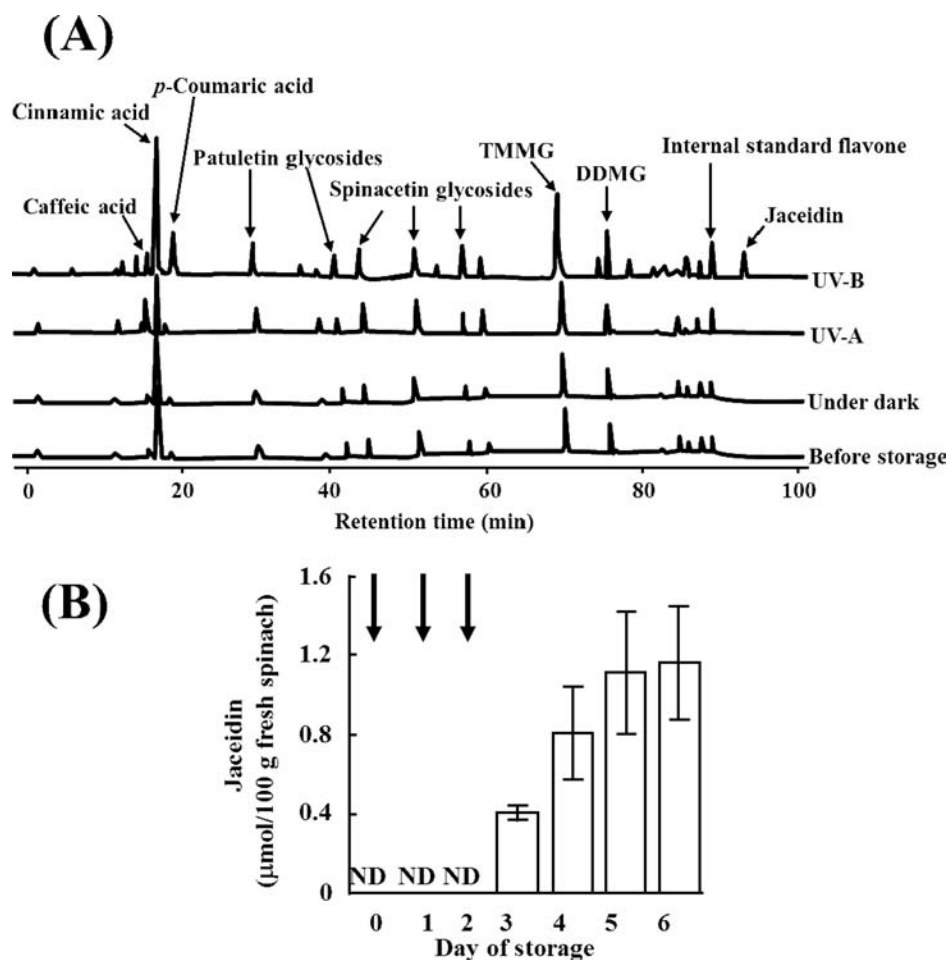 (A)
p-Coumaric acid
Cinnamic acid
Patuletin glycosides
TMMG
Internal standard flavone
Spinacetin glycosides
DDMG
Caffeic acid
Jaceidin
UV-B
UV-A
Under dark
Before storage
0 20 40 60 80 100
Retention time (min)
(B)
1.6
1.2
0.8
0.4
0
Jaceidin
(μmol/100 g fresh spinach)
ND ND ND
0 1 2 3 4 5 6
Day of storage